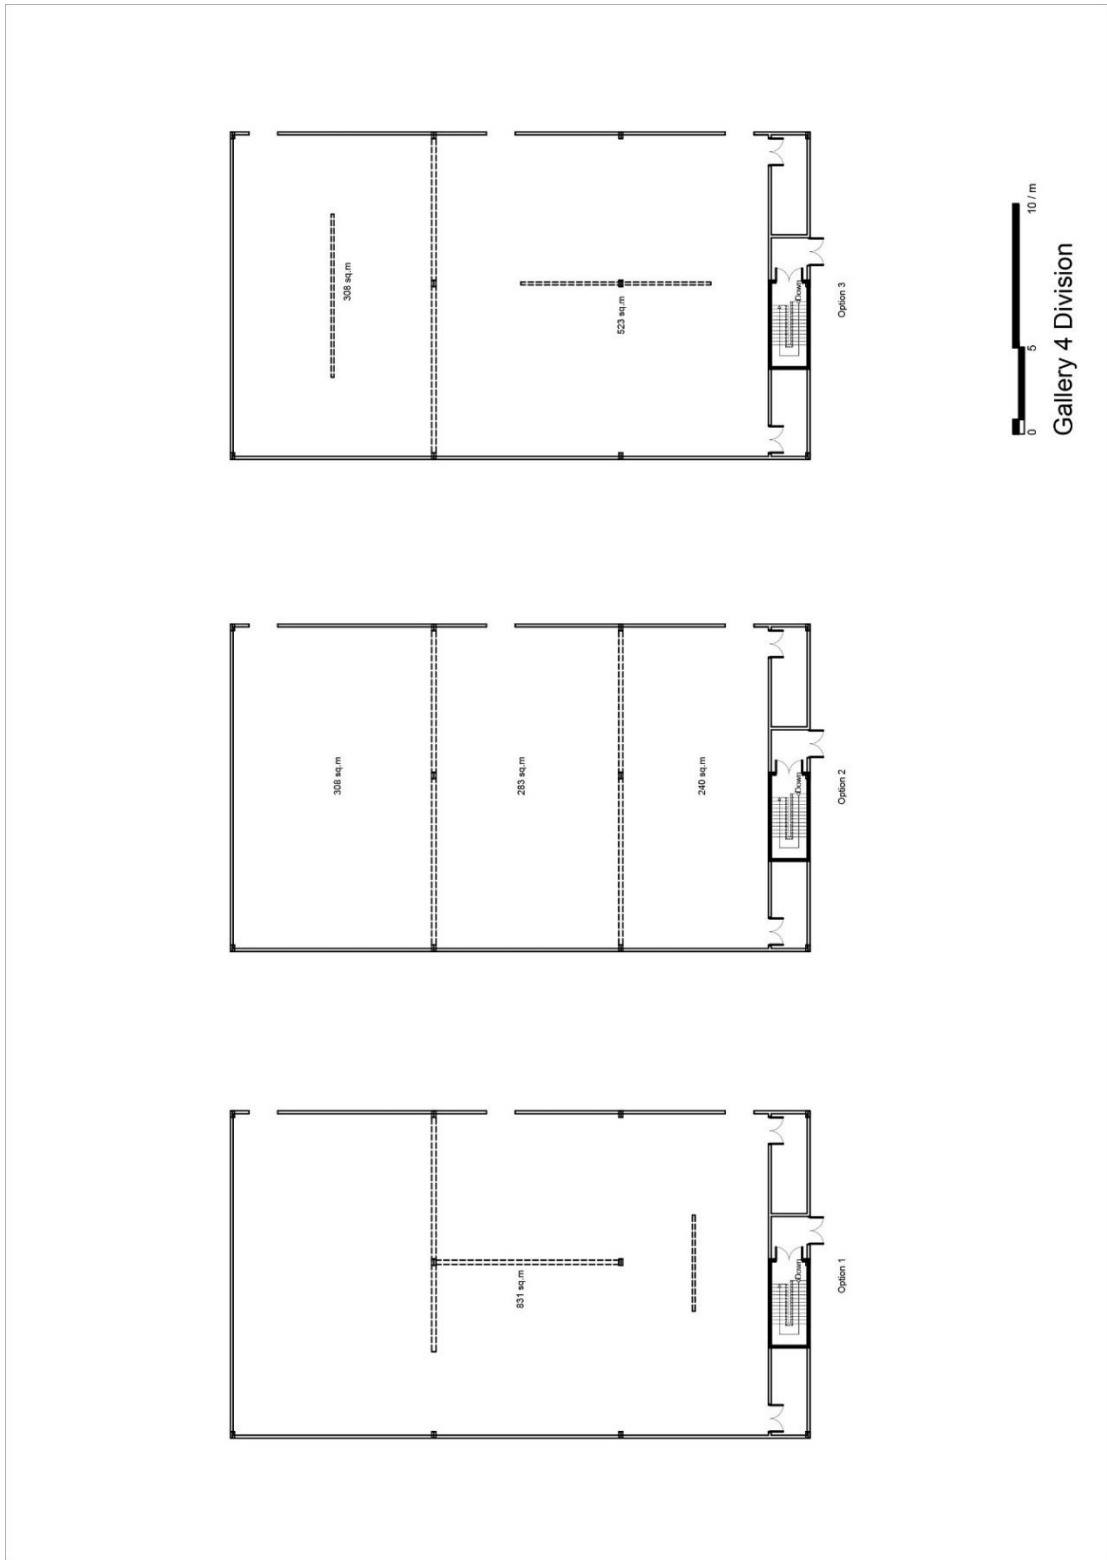 831 sq.m
Down
Option 1
308 sq.m
283 sq.m
240 sq.m
Down
Option 2
308 sq.m
523 sq.m
Down
Option 3
0 5 10 / m
Gallery 4 Division